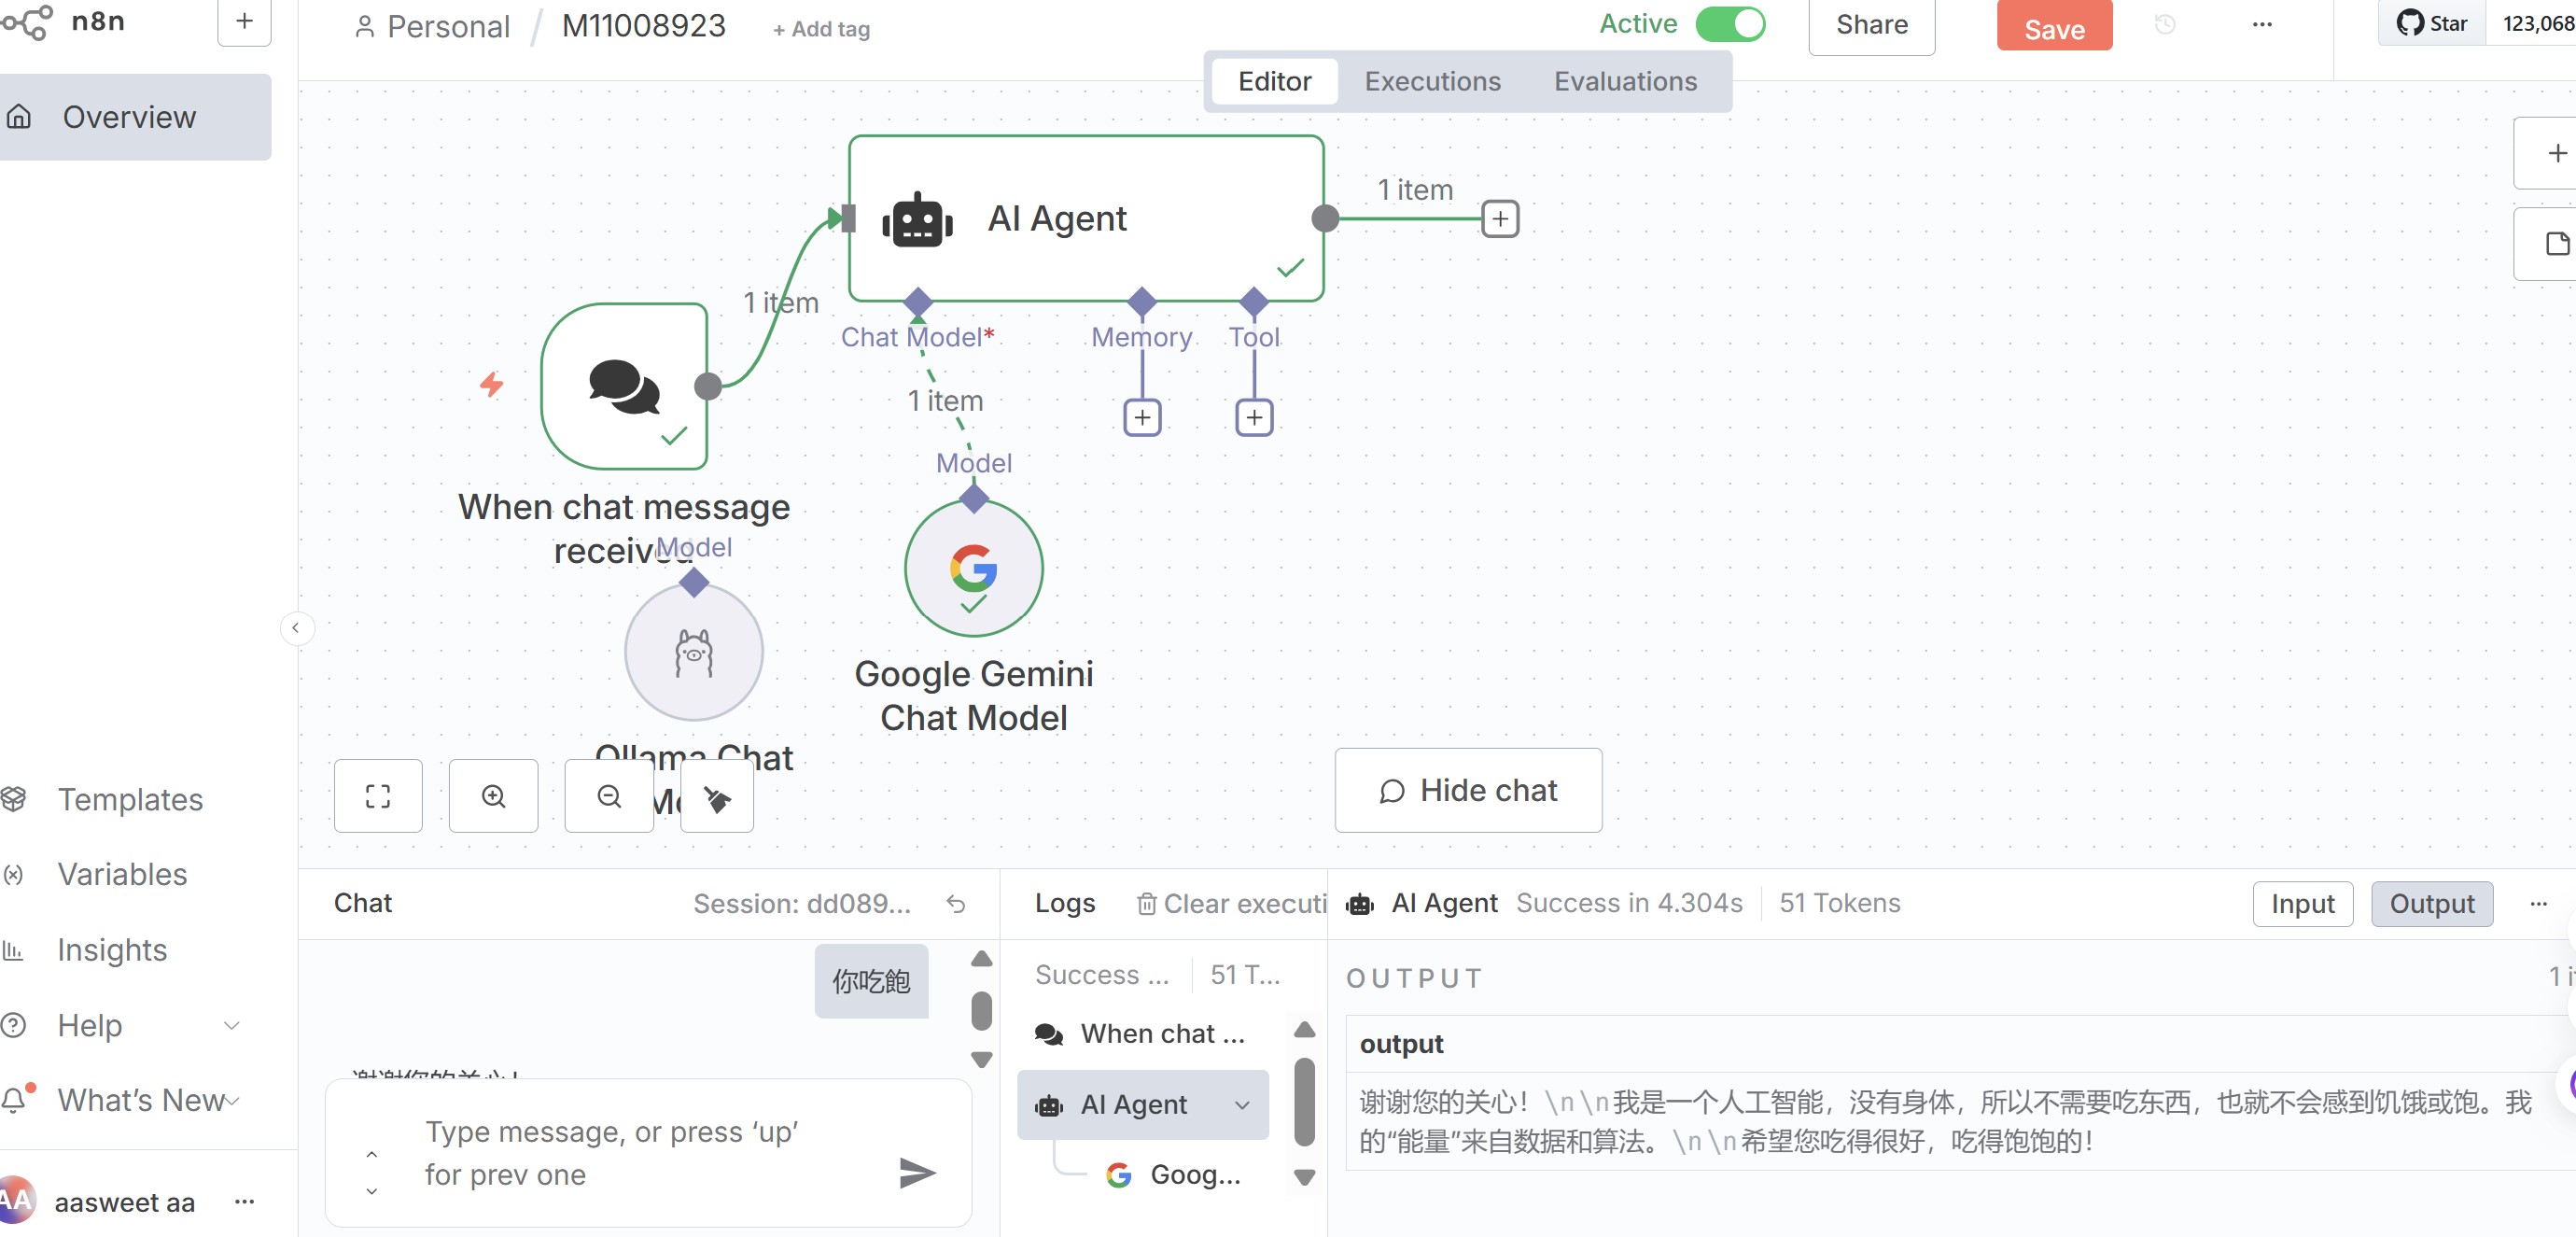 n8n
Personal / M11008923 + Add tag
Active
Share
Save
Star
123,068
Editor Executions Evaluations
Overview
AI Agent
1 item
1 item
Chat Model*
Memory
Tool
1 item
Model
When chat message
received
Model
Google Gemini
Chat Model
Ollama Chat
Hide chat
Templates
Variables
Insights
Help
What's New
AA
aasweet aa
Chat
Session: dd089...
你吃飽
谢谢您的关心！
Type message, or press ‘up’
for prev one
Logs
Clear executi
Success ...
51 T...
When chat ...
AI Agent
Goog...
AI Agent Success in 4.304s 51 Tokens
Input
Output
OUTPUT
output
谢谢您的关心！\n\n我是一个人工智能，没有身体，所以不需要吃东西，也就不会感到饥饿或饱。我
的“能量”来自数据和算法。\n\n希望您吃得很好，吃得饱饱的！